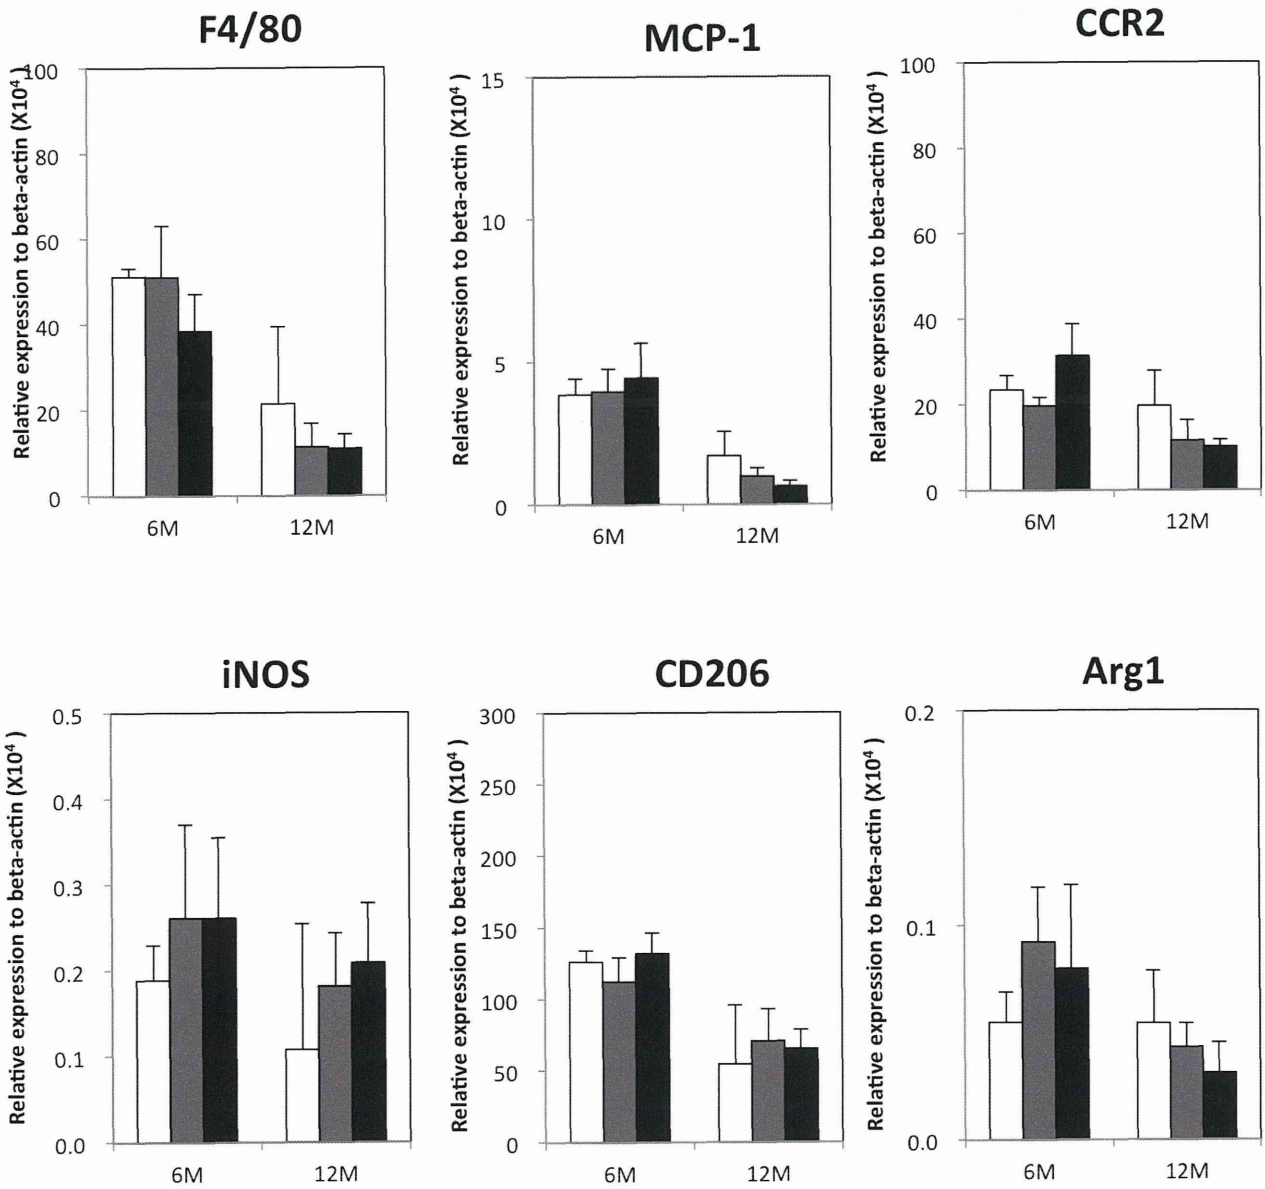 F4/80
Relative expression to beta-actin (X10⁴ )
100
80
60
40
20
0
6M
12M
MCP-1
Relative expression to beta-actin (X10⁴ )
15
10
5
0
6M
12M
CCR2
Relative expression to beta-actin (X10⁴ )
100
80
60
40
20
0
6M
12M
iNOS
Relative expression to beta-actin (X10⁴ )
0.5
0.4
0.3
0.2
0.1
0.0
6M
12M
CD206
Relative expression to beta-actin (X10⁴ )
300
250
200
150
100
50
0
6M
12M
Arg1
Relative expression to beta-actin (X10⁴ )
0.2
0.1
0.0
6M
12M